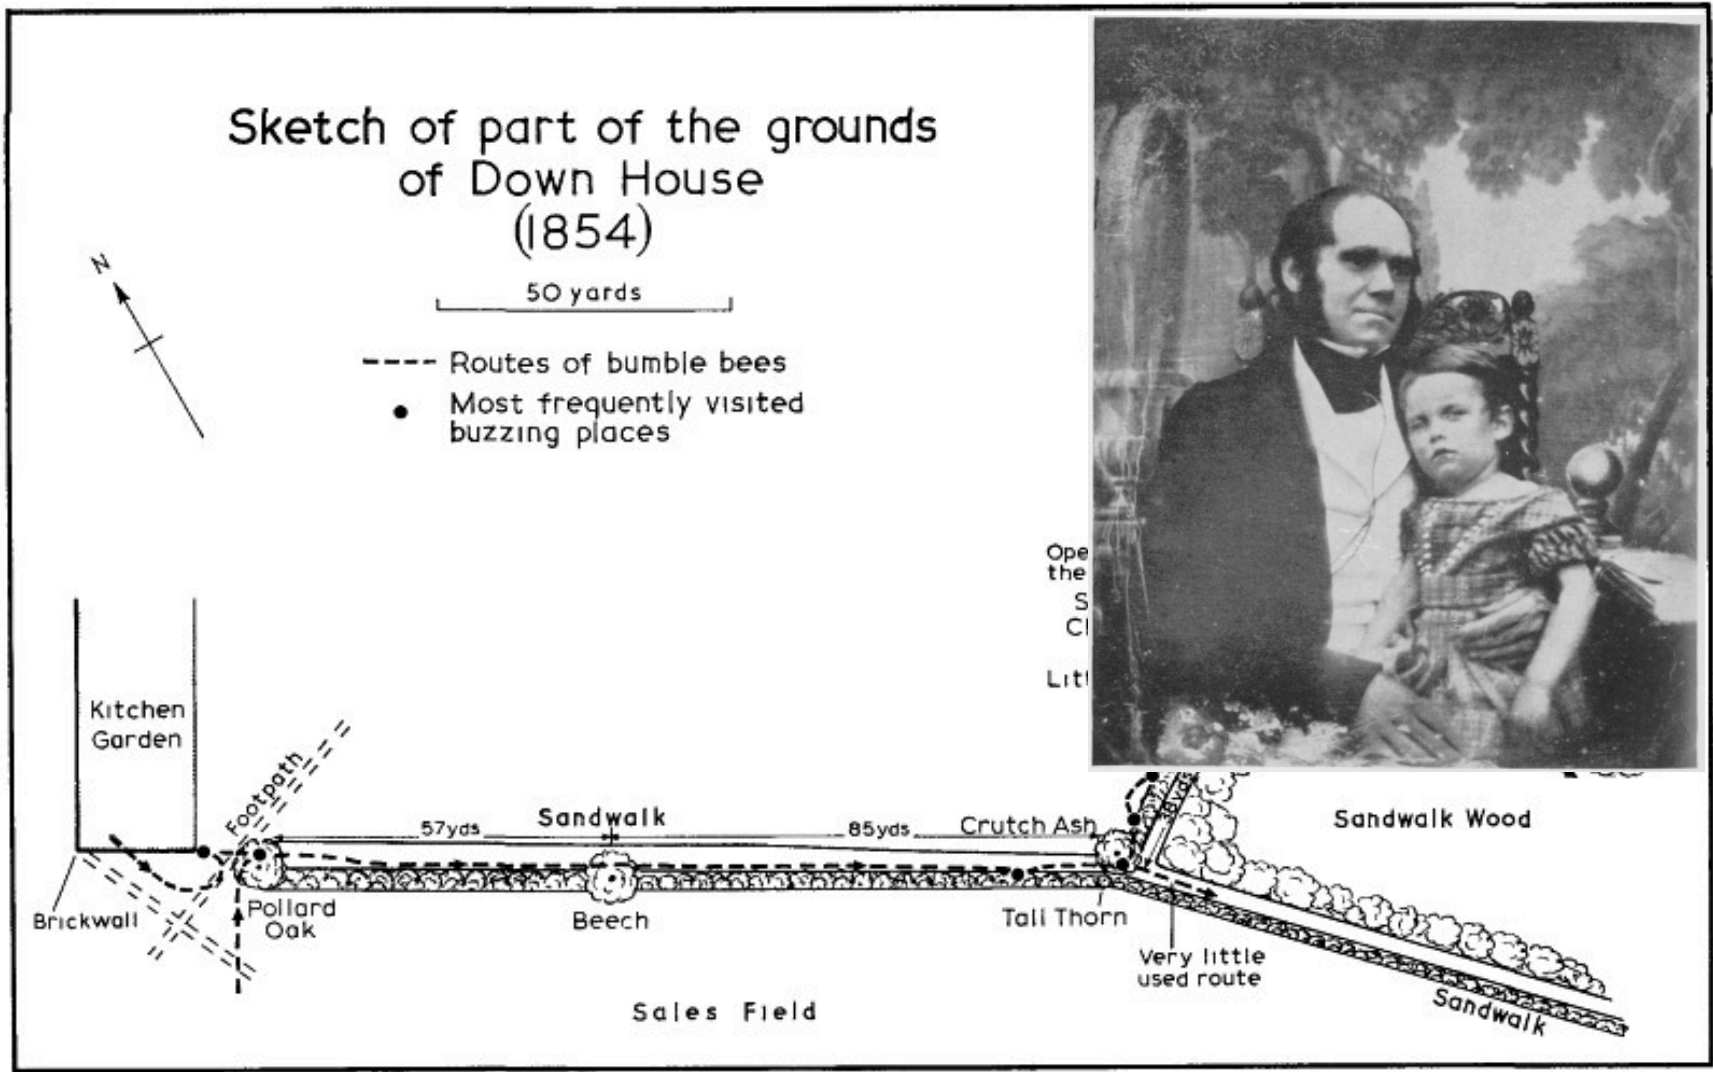 Sketch of part of the grounds
of Down House
(1854)
N
50 yards
Routes of bumble bees
Most frequently visited
buzzing places
Ope
the
S
Kitchen
Garden
Footpath
57yds
Sandwalk
85yds
Crutch Ash
Sandwalk Wood
Brickwall
Pollard
Oak
Beech
Tall Thorn
Very little
used route
Sandwalk
Sales Field